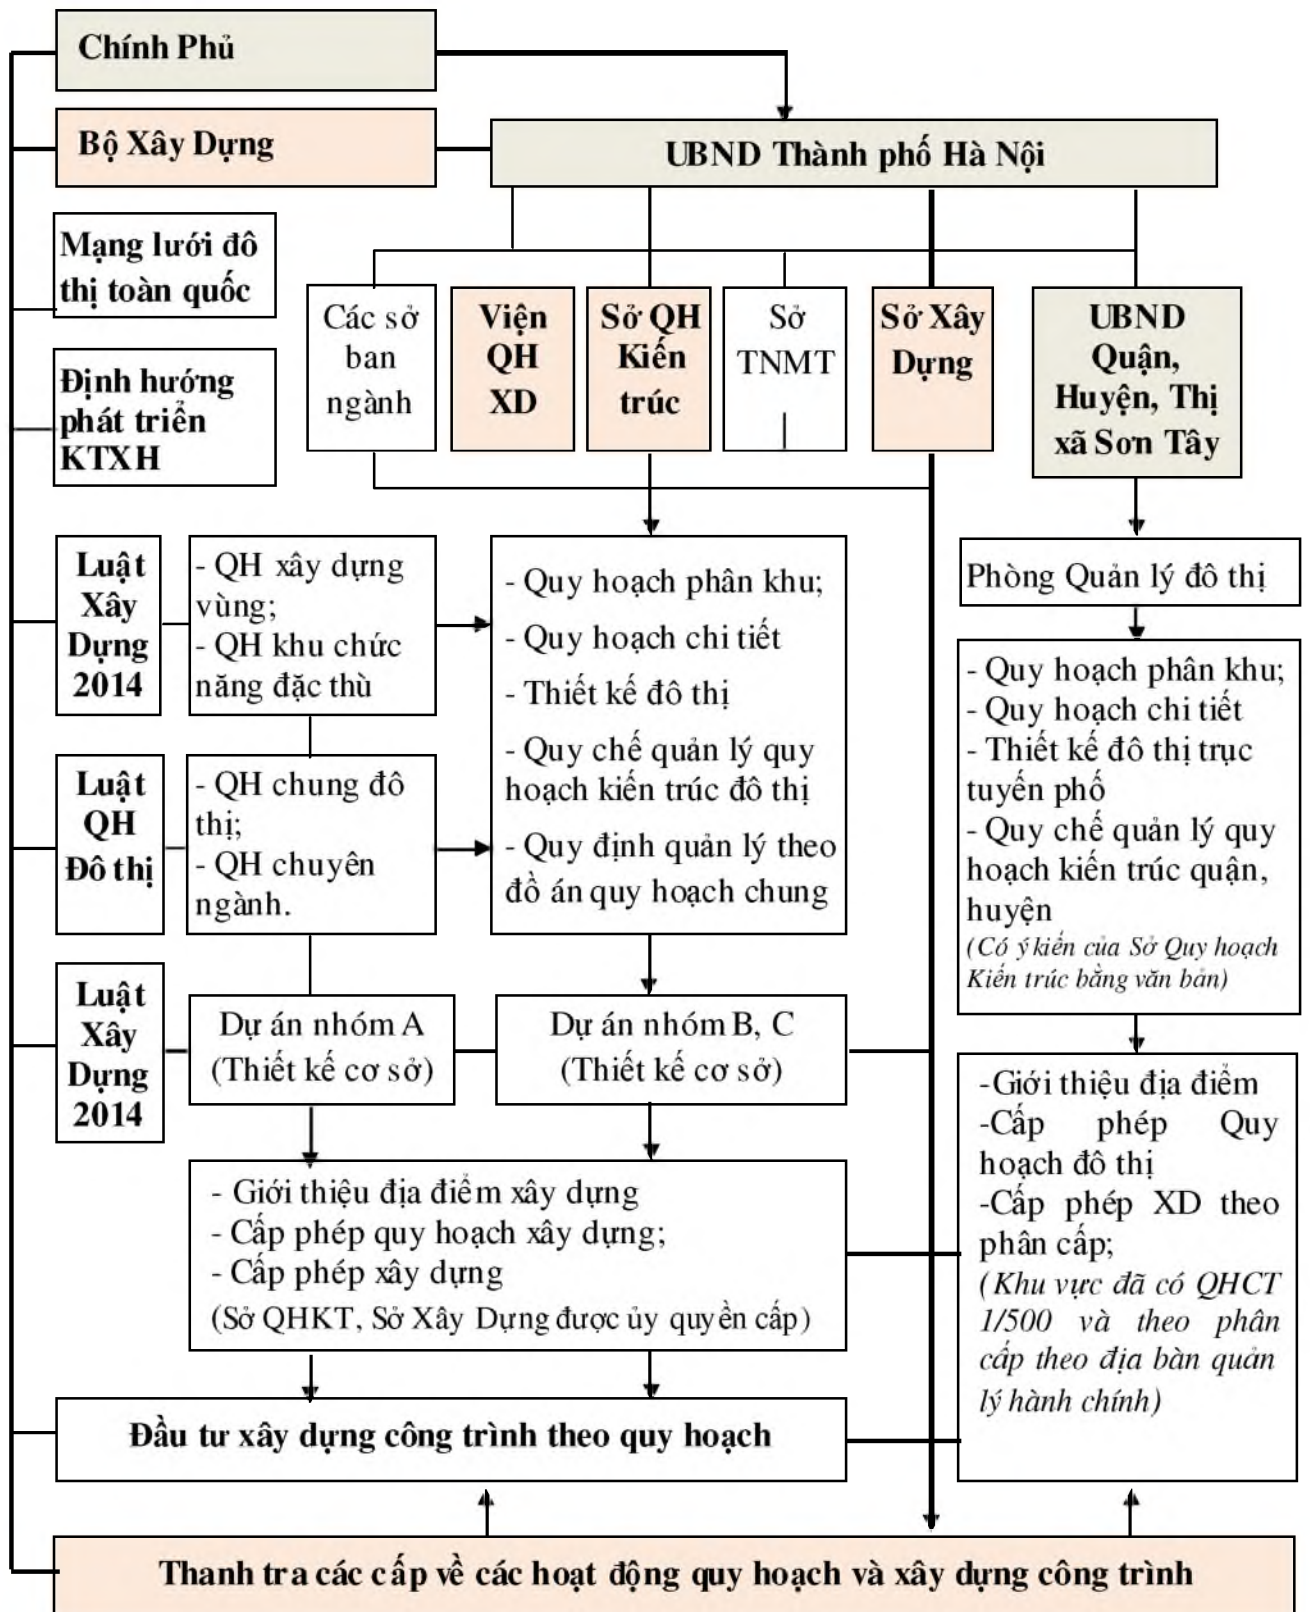 Chính Phủ
Bộ Xây Dựng
UBND Thành phố Hà Nội
Mạng lưới đô
thị toàn quốc
Định hướng
phát triển
KTXH
Các sở
ban
ngành
Viện
QH
XD
Sở QH
Kiến
trúc
Sở
TNMT
Sở Xây
Dựng
UBND
Quận,
Huyện, Thị
xã Sơn Tây
Luật
Xây
Dựng
2014
- QH xây dựng
vùng;
- QH khu chức
năng đặc thù
- Quy hoạch phân khu;
- Quy hoạch chi tiết
- Thiết kế đô thị
- Quy chế quản lý quy
hoạch kiến trúc đô thị
- Quy định quản lý theo
đồ án quy hoạch chung
Phòng Quản lý đô thị
- Quy hoạch phân khu;
- Quy hoạch chi tiết
- Thiết kế đô thị trục
tuyến phố
- Quy chế quản lý quy
hoạch kiến trúc quận,
huyện
(Có ý kiến của Sở Quy hoạch
Kiến trúc bằng văn bản)
Luật
QH
Đô thị
- QH chung đô
thị;
- QH chuyên
ngành.
Luật
Xây
Dựng
2014
Dự án nhóm A
(Thiết kế cơ sở)
Dự án nhóm B, C
(Thiết kế cơ sở)
-Giới thiệu địa điểm
-Cấp phép Quy
hoạch đô thị
-Cấp phép XD theo
phân cấp;
(Khu vực đã có QHCT
1/500 và theo phân
cấp theo địa bàn quản
lý hành chính)
- Giới thiệu địa điểm xây dựng
- Cấp phép quy hoạch xây dựng;
- Cấp phép xây dựng
(Sở QHKT, Sở Xây Dựng được ủy quyền cấp)
Đầu tư xây dựng công trình theo quy hoạch
Thanh tra các cấp về các hoạt động quy hoạch và xây dựng công trình